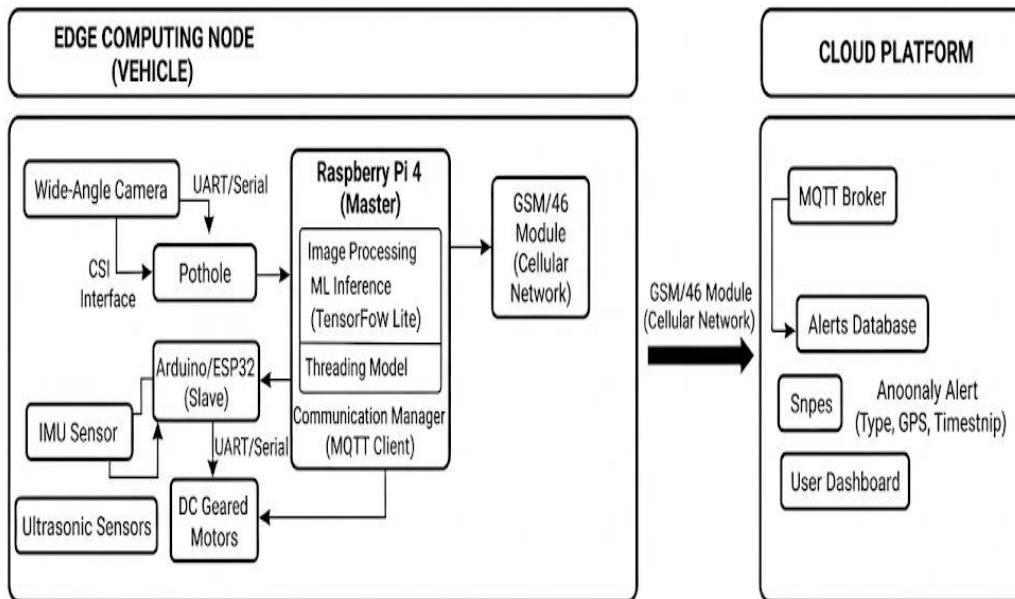 EDGE COMPUTING NODE
(VEHICLE)
CLOUD PLATFORM
Wide-Angle Camera
UART/Serial
CSI
Interface
Pothole
Raspberry Pi 4
(Master)
Image Processing
ML Inference
(TensorFoW Lite)
Threading Model
Communication Manager
(MQTT Client)
GSM/46
Module
(Cellular
Network)
Arduino/ESP32
(Slave)
IMU Sensor
UART/Serial
Ultrasonic Sensors
DC Geared
Motors
GSM/46 Module
(Cellular Network)
MQTT Broker
Alerts Database
Snpes
Anoonaly Alert
(Type, GPS, Timestnip)
User Dashboard